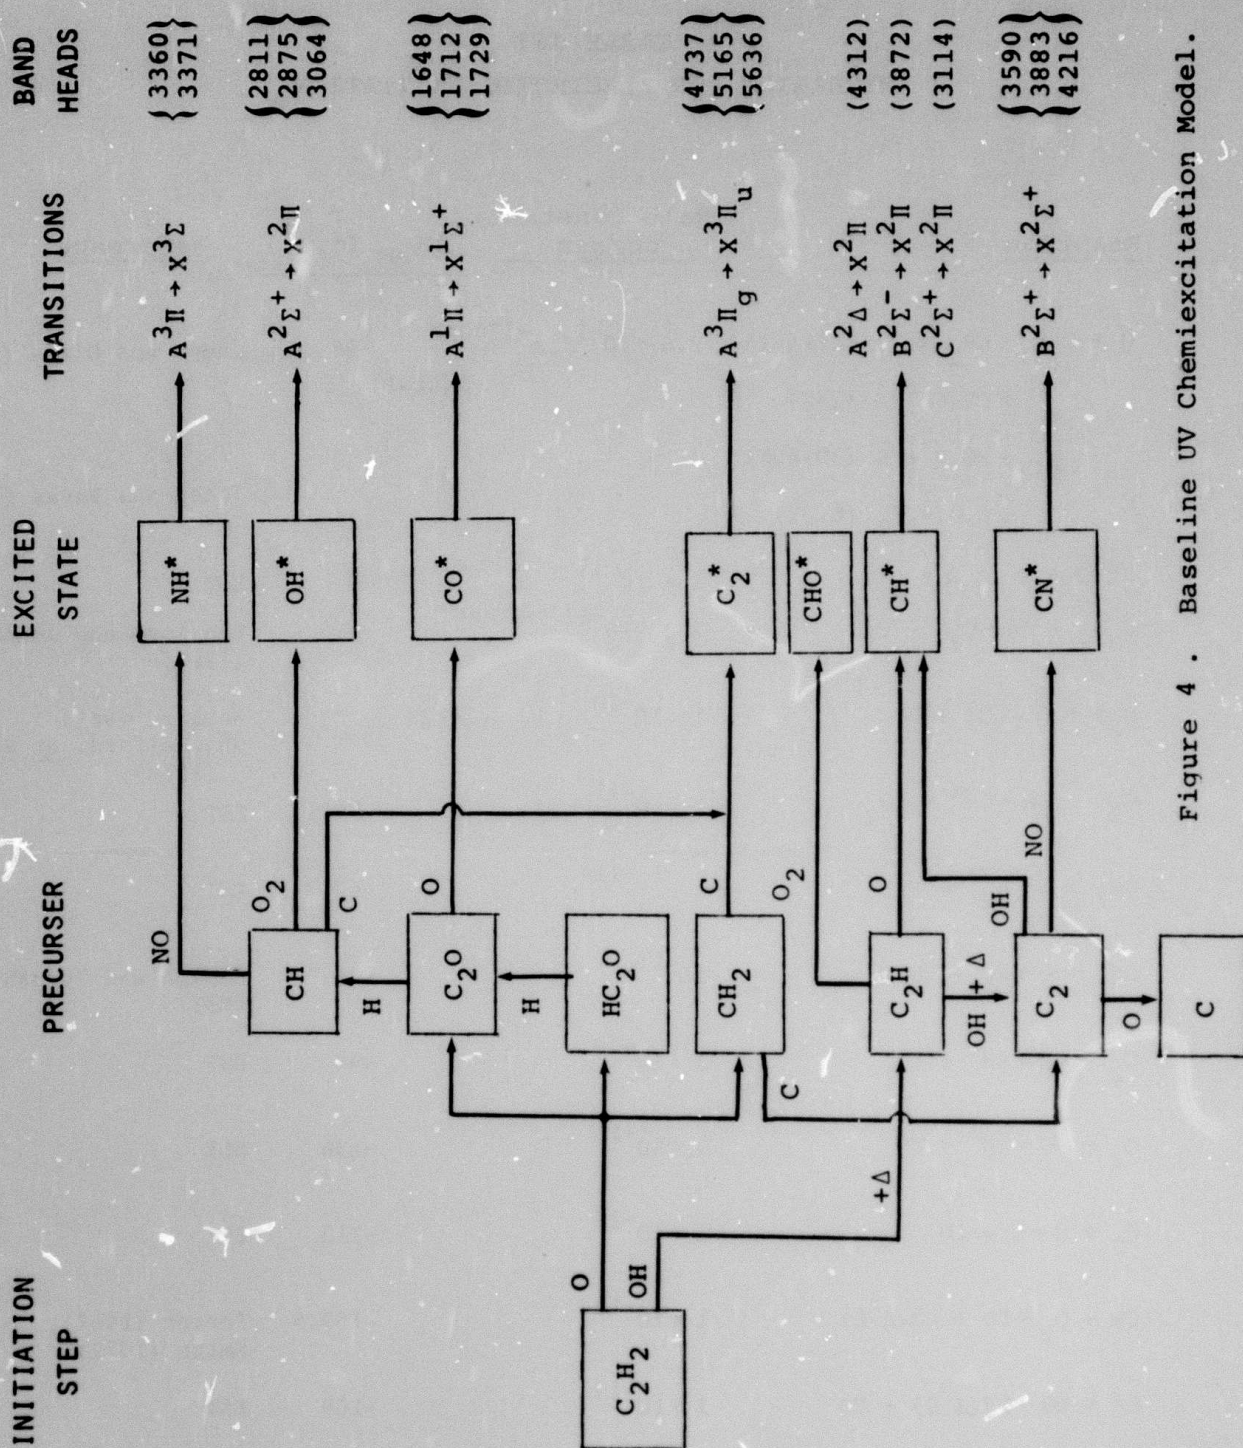 INITIATION STEP
PRECURSER
EXCITED STATE
TRANSITIONS
BAND HEADS
C2H2
O
OH
+Δ
CH
NO
O2
C
H
C2O
O
H
HC2O
CH2
C
C
C2H
O2
O
OH + Δ
C2
OH
NO
O
C
NH*
OH*
CO*
C2*
CHO*
CH*
CN*
A³Π → X³Σ
A²Σ⁺ → X²Π
A¹Π → X¹Σ⁺
A³Πg → X³Πu
A²Δ → X²Π
B²Σ⁻ → X²Π
C²Σ⁺ → X²Π
B²Σ⁺ → X²Σ⁺
{3360}
{3371}
{2811}
{2875}
{3064}
{1648}
{1712}
{1729}
{4737}
{5165}
{5636}
(4312)
(3872)
(3114)
{3590}
{3883}
{4216}
Figure 4 . Baseline UV Chemiexcitation Model.